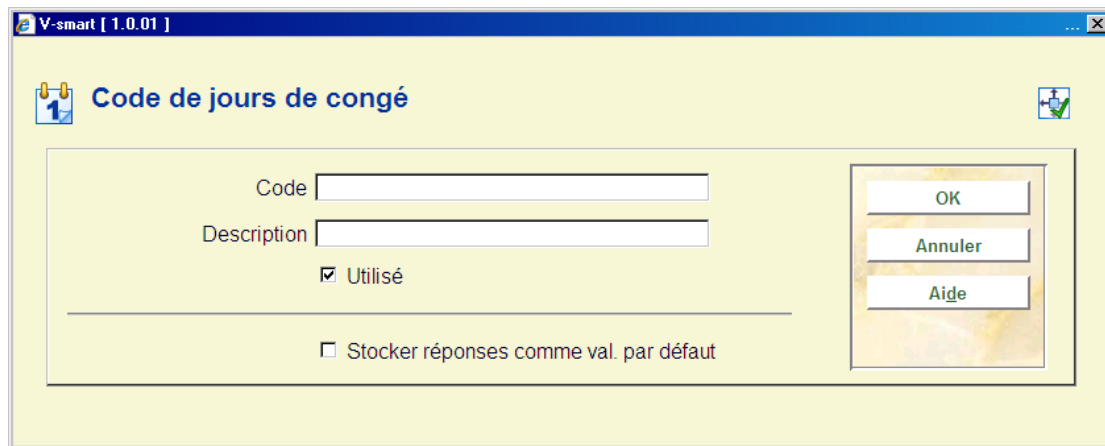 V-smart [ 1.0.01 ]
...
1
Code de jours de congé
Code
OK
Description
Annuler
Utilisé
Aide
Stocker réponses comme val. par défaut